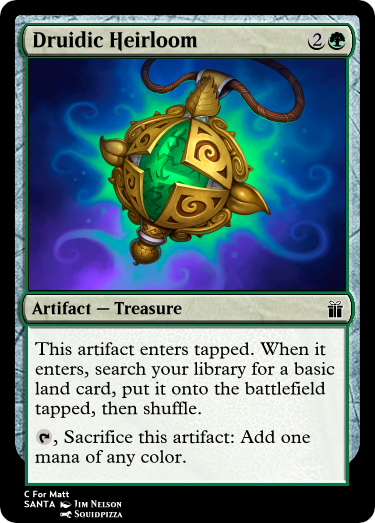 Druidic Heirloom 2
Artifact — Treasure
This artifact enters tapped. When it
enters, search your library for a basic
land card, put it onto the battlefield
tapped, then shuffle.
, Sacrifice this artifact: Add one
mana of any color.
C For Matt
SANTA Jim Nelson
Squidpizza